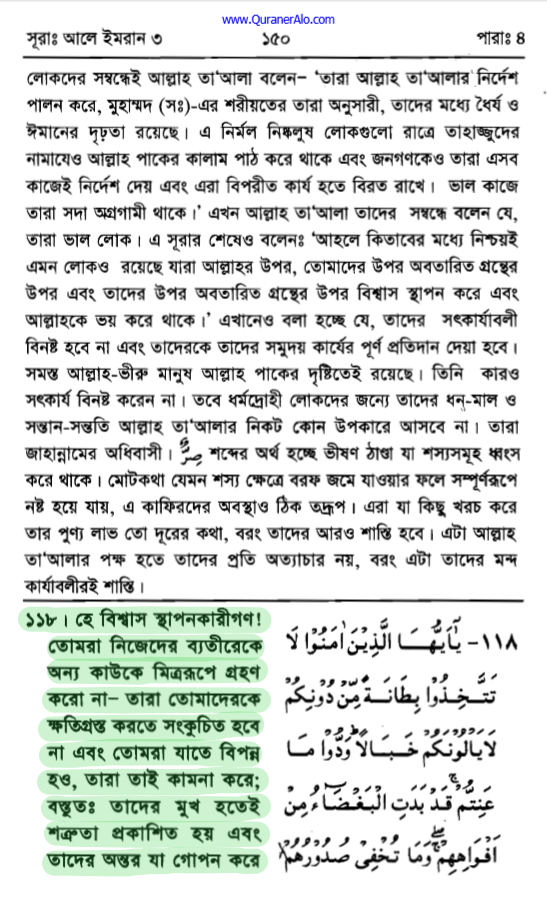 www.QuranerAlo.com
সূরাঃ আলে ইমরান ৩ ১৫০ পারাঃ ৪
লোকদের সম্বন্ধেই আল্লাহ তা'আলা বলেন– 'তারা আল্লাহ তা'আলার নির্দেশ
পালন করে, মুহাম্মদ (সঃ)-এর শরীয়তের তারা অনুসারী, তাদের মধ্যে ধৈর্য ও
ঈমানের দৃঢ়তা রয়েছে। এ নির্মল নিষ্কলুষ লোকগুলো রাত্রে তাহাজ্জুদের
নামাযেও আল্লাহ পাকের কালাম পাঠ করে থাকে এবং জনগণকেও তারা এসব
কাজেই নির্দেশ দেয় এবং এরা বিপরীত কার্য হতে বিরত রাখে। ভাল কাজে
তারা সদা অগ্রগামী থাকে।' এখন আল্লাহ তা'আলা তাদের সম্বন্ধে বলেন যে,
তারা ভাল লোক। এ সূরার শেষেও বলেনঃ 'আহলে কিতাবের মধ্যে নিশ্চয়ই
এমন লোকও রয়েছে যারা আল্লাহর উপর, তোমাদের উপর অবতারিত গ্রন্থের
উপর এবং তাদের উপর অবতারিত গ্রন্থের উপর বিশ্বাস স্থাপন করে এবং
আল্লাহকে ভয় করে থাকে।' এখানেও বলা হচ্ছে যে, তাদের সৎকার্যাবলী
বিনষ্ট হবে না এবং তাদেরকে তাদের সমুদয় কার্যের পূর্ণ প্রতিদান দেয়া হবে।
সমস্ত আল্লাহ-ভীরু মানুষ আল্লাহ পাকের দৃষ্টিতেই রয়েছে। তিনি কারও
সৎকার্য বিনষ্ট করেন না। তবে ধর্মদ্রোহী লোকদের জন্যে তাদের ধন্-মাল ও
সন্তান-সন্ততি আল্লাহ তা'আলার নিকট কোন উপকারে আসবে না। তারা
জাহান্নামের অধিবাসী। صِرٌّ শব্দের অর্থ হচ্ছে ভীষণ ঠাণ্ডা যা শস্যসমূহ ধ্বংস
করে থাকে। মোটকথা যেমন শস্য ক্ষেত্রে বরফ জমে যাওয়ার ফলে সম্পূর্ণরূপে
নষ্ট হয়ে যায়, এ কাফিরদের অবস্থাও ঠিক তদ্রূপ। এরা যা কিছু খরচ করে
তার পুণ্য লাভ তো দূরের কথা, বরং তাদের আরও শাস্তি হবে। এটা আল্লাহ
তা'আলার পক্ষ হতে তাদের প্রতি অত্যাচার নয়, বরং এটা তাদের মন্দ
কার্যাবলীরই শাস্তি।
১১৮। হে বিশ্বাস স্থাপনকারীগণ!
তোমরা নিজেদের ব্যতীরেকে
অন্য কাউকে মিত্ররূপে গ্রহণ
করো না– তারা তোমাদেরকে
ক্ষতিগ্রস্ত করতে সংকুচিত হবে
না এবং তোমরা যাতে বিপন্ন
হও, তারা তাই কামনা করে;
বস্তুতঃ তাদের মুখ হতেই
শত্রুতা প্রকাশিত হয় এবং
তাদের অন্তর যা গোপন করে
١١٨- يٰۤاَيُّهَا الَّذِيْنَ اٰمَنُوْا لَا
تَتَّخِذُوْا بِطَانَةً مِّنْ دُوْنِكُمْ
لَا يَاْلُوْنَكُمْ خَبَالًا ؕ وَدُّوْا مَا
عَنِتُّمْ ۚ قَدْ بَدَتِ الْبَغْضَآءُ مِنْ
اَفْوَاهِهِمْ ۖۚ وَمَا تُخْفِيْ صُدُوْرُهُمْ